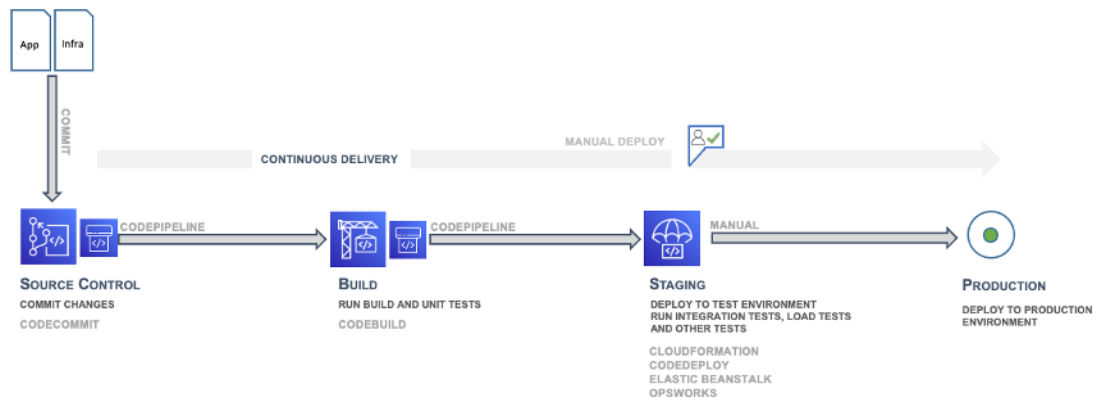 App
Infra
COMMIT
MANUAL DEPLOY
CONTINUOUS DELIVERY
CODEPIPELINE
CODEPIPELINE
MANUAL
SOURCE CONTROL
COMMIT CHANGES
CODECOMMIT
BUILD
RUN BUILD AND UNIT TESTS
CODEBUILD
STAGING
DEPLOY TO TEST ENVIRONMENT
RUN INTEGRATION TESTS, LOAD TESTS
AND OTHER TESTS
CLOUDFORMATION
CODEDEPLOY
ELASTIC BEANSTALK
OPSWORKS
PRODUCTION
DEPLOY TO PRODUCTION
ENVIRONMENT